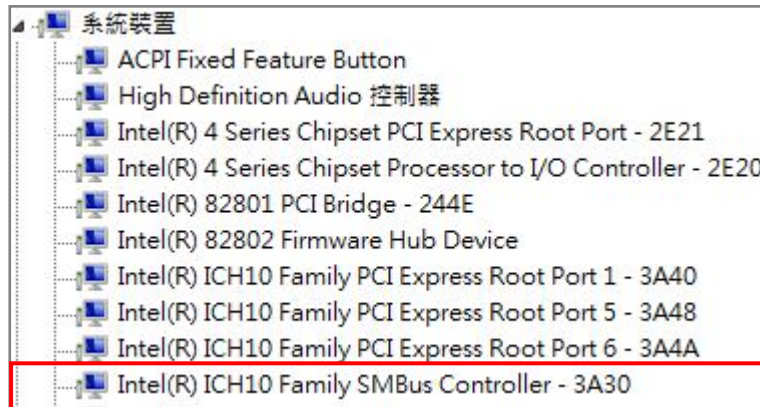 系統裝置
ACPI Fixed Feature Button
High Definition Audio 控制器
Intel(R) 4 Series Chipset PCI Express Root Port - 2E21
Intel(R) 4 Series Chipset Processor to I/O Controller - 2E20
Intel(R) 82801 PCI Bridge - 244E
Intel(R) 82802 Firmware Hub Device
Intel(R) ICH10 Family PCI Express Root Port 1 - 3A40
Intel(R) ICH10 Family PCI Express Root Port 5 - 3A48
Intel(R) ICH10 Family PCI Express Root Port 6 - 3A4A
Intel(R) ICH10 Family SMBus Controller - 3A30